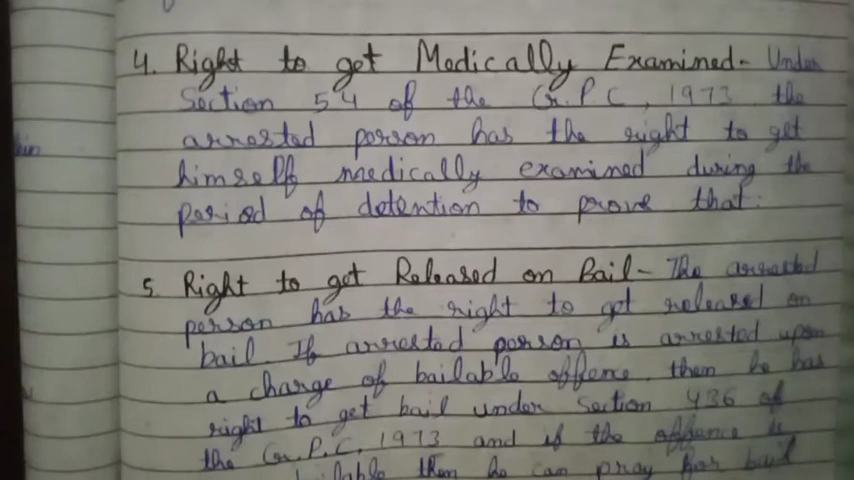 4. Right to get Medically Examined- Under
Section 54 of the Cr.P.C, 1973 the
arrested person has the right to get
himself medically examined during the
period of detention to prove that:
5. Right to get Released on Bail- The arrested
person has the right to get released on
bail. If arrested person is arrested upon
a charge of bailable offence, then he has
right to get bail under section 436 of
the Cr.P.C, 1973 and if the offence is
then he can pray for bail